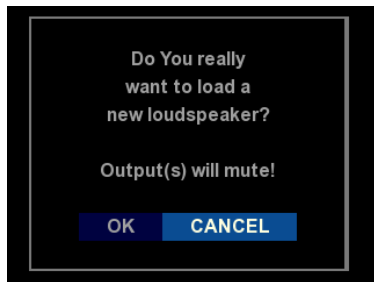 Do You really
want to load a
new loudspeaker?
Output(s) will mute!
OK CANCEL